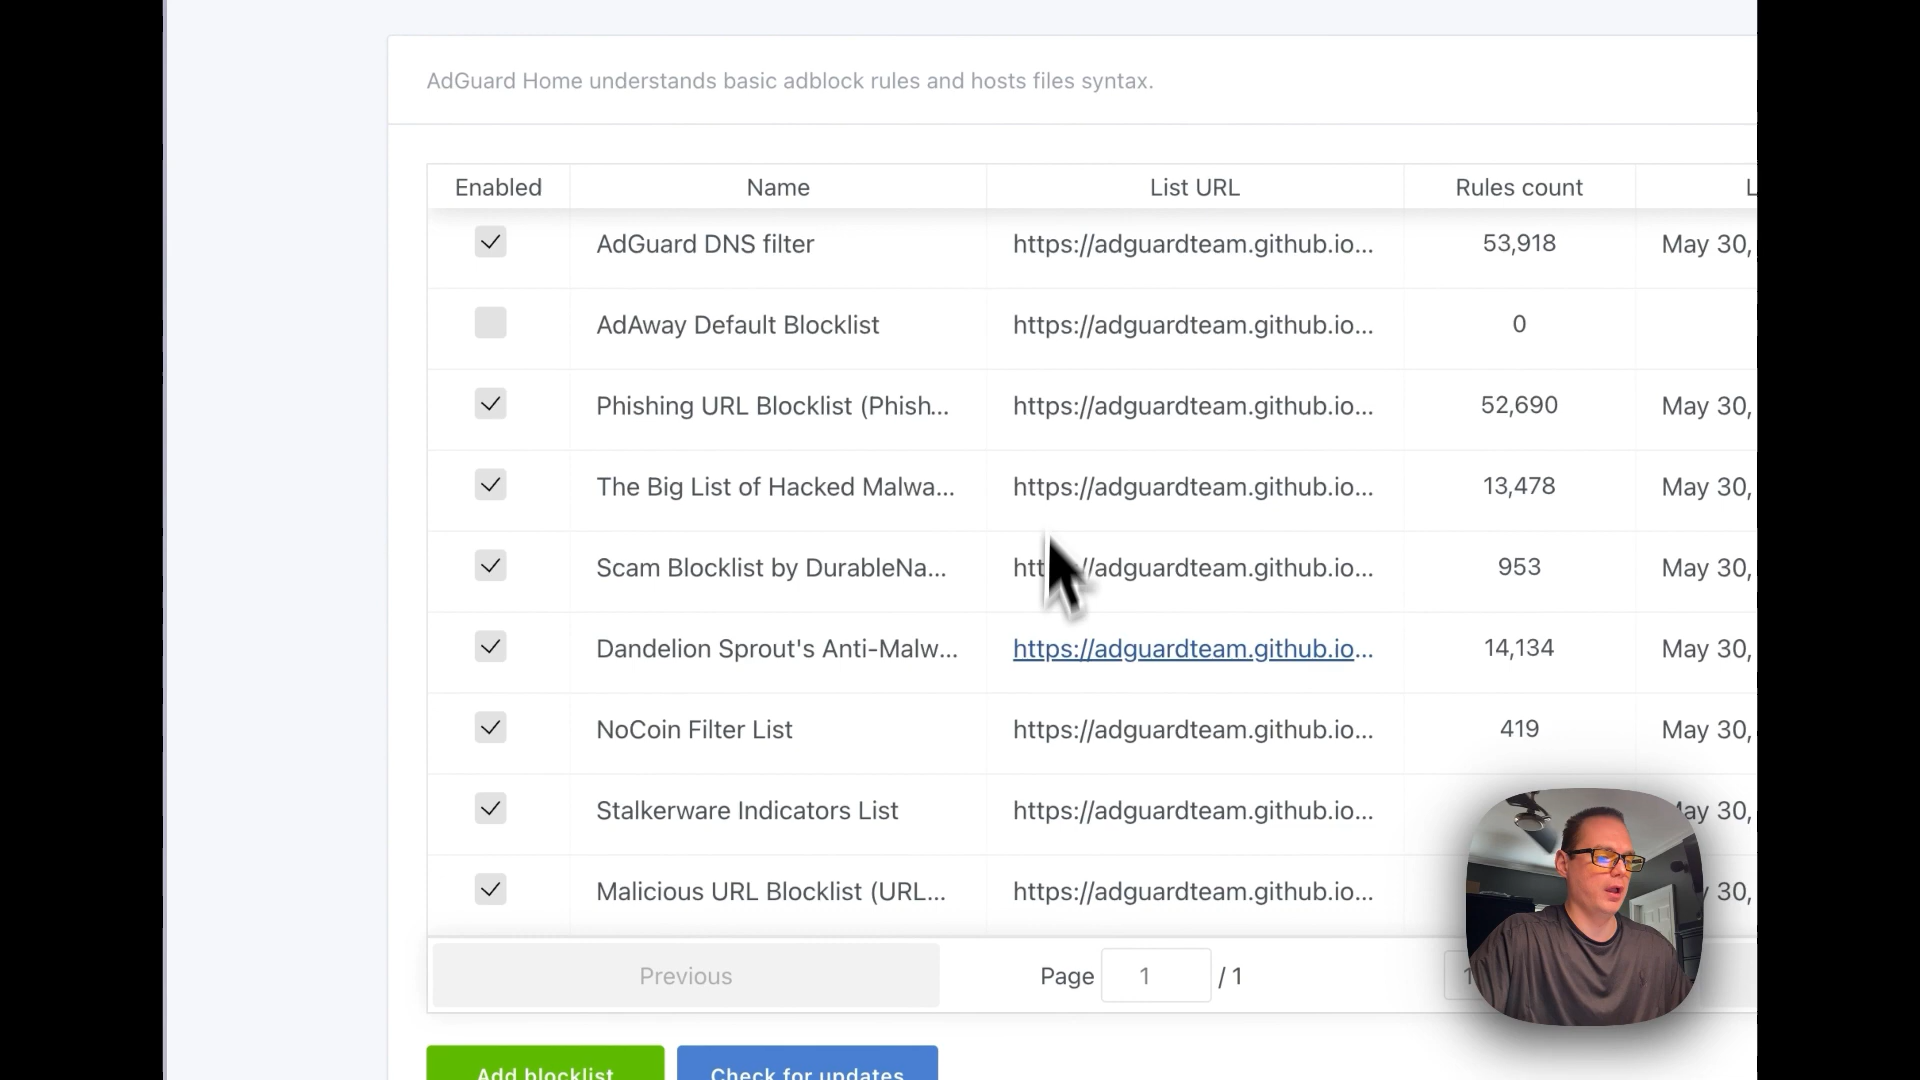 AdGuard Home understands basic adblock rules and hosts files syntax.
Enabled Name List URL Rules count L
AdGuard DNS filter https://adguardteam.github.io... 53,918 May 30,
AdAway Default Blocklist https://adguardteam.github.io... 0
Phishing URL Blocklist (Phish... https://adguardteam.github.io... 52,690 May 30,
The Big List of Hacked Malwa... https://adguardteam.github.io... 13,478 May 30,
Scam Blocklist by DurableNa... htt //adguardteam.github.io... 953 May 30,
Dandelion Sprout's Anti-Malw... https://adguardteam.github.io... 14,134 May 30,
NoCoin Filter List https://adguardteam.github.io... 419 May 30,
Stalkerware Indicators List https://adguardteam.github.io... May 30,
Malicious URL Blocklist (URL... https://adguardteam.github.io... 30,
Previous Page 1 / 1
Add blocklist Check for updates